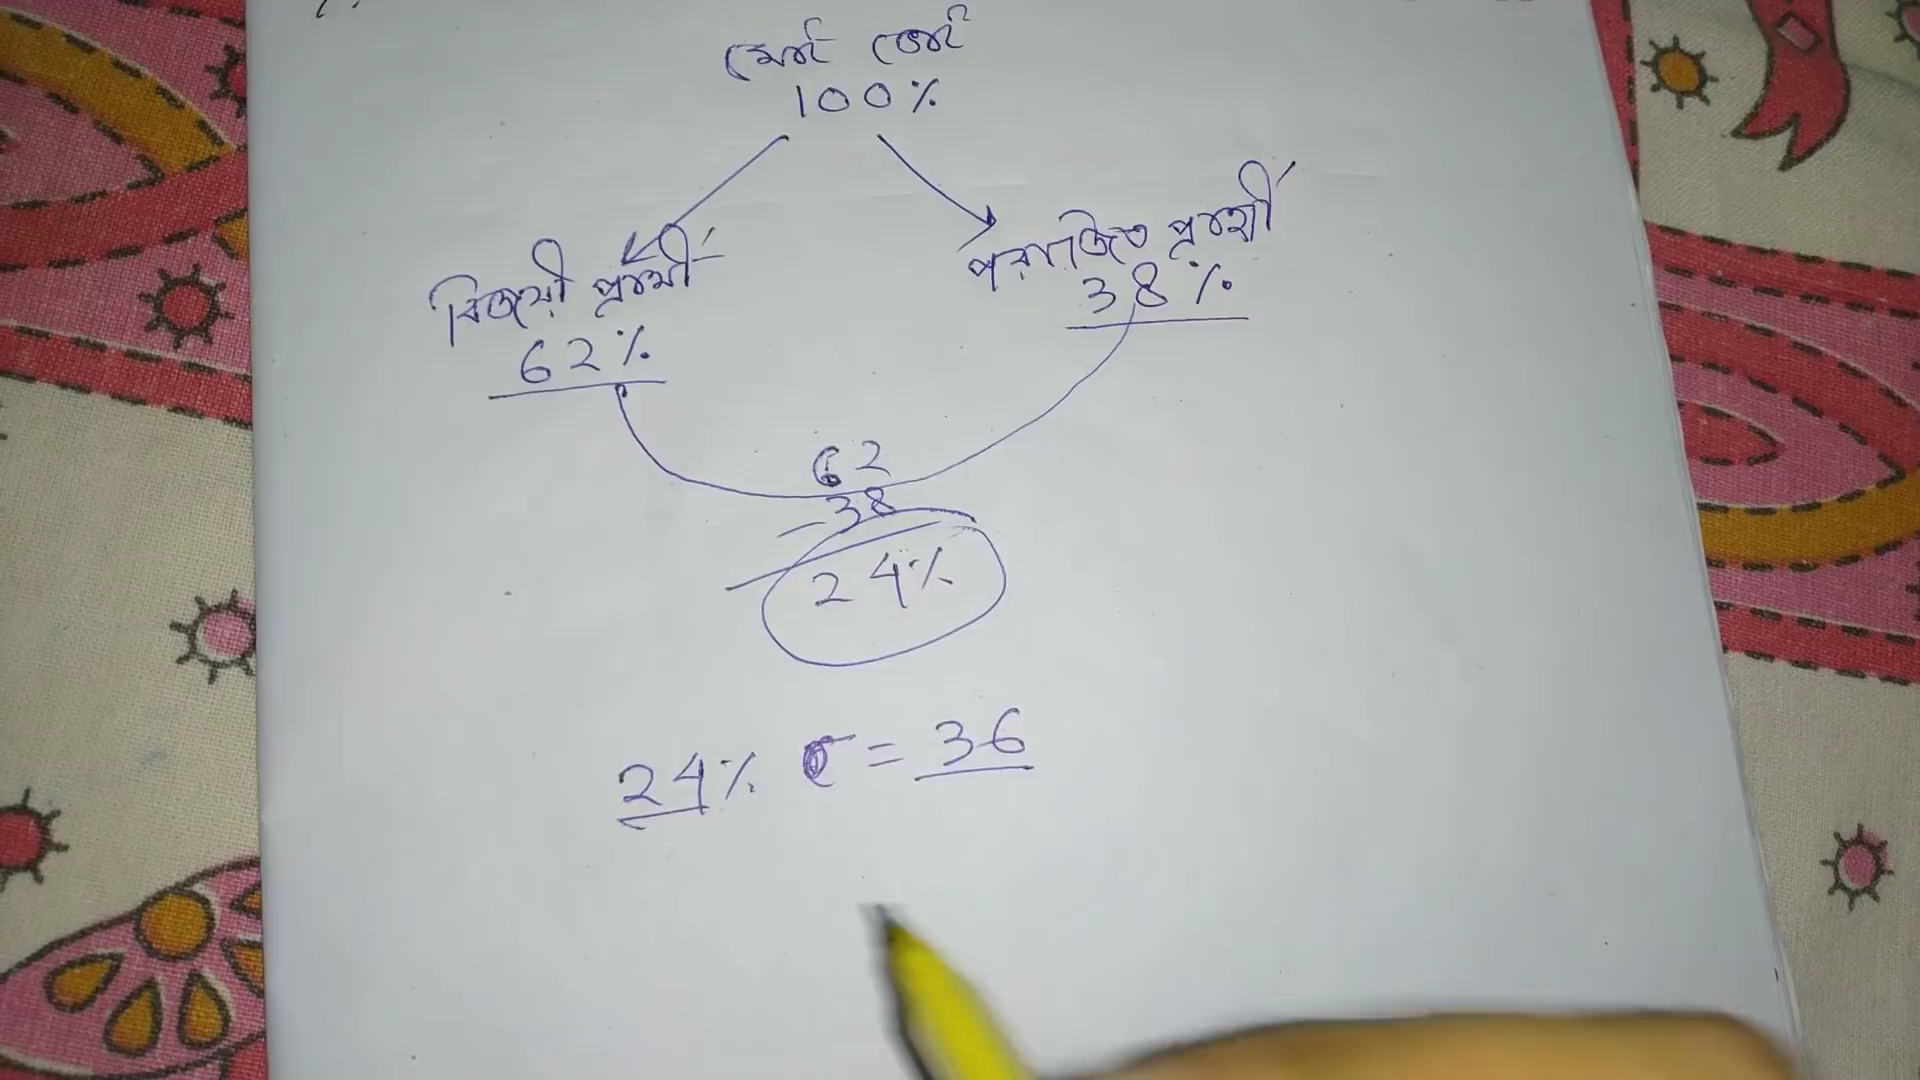 মোট ভোট
100%
বিজয়ী প্রার্থী
62%
পরাজিত প্রার্থী
38%
62
- 38
24%
24% = 36